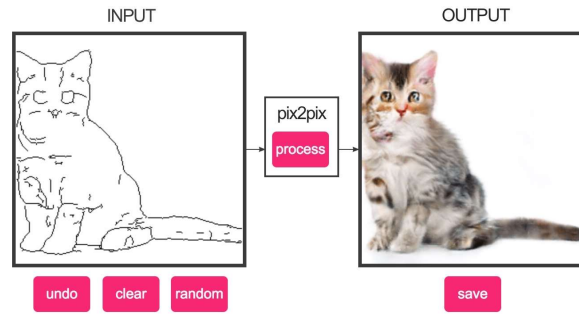 INPUT
OUTPUT
pix2pix
process
undo
clear
random
save